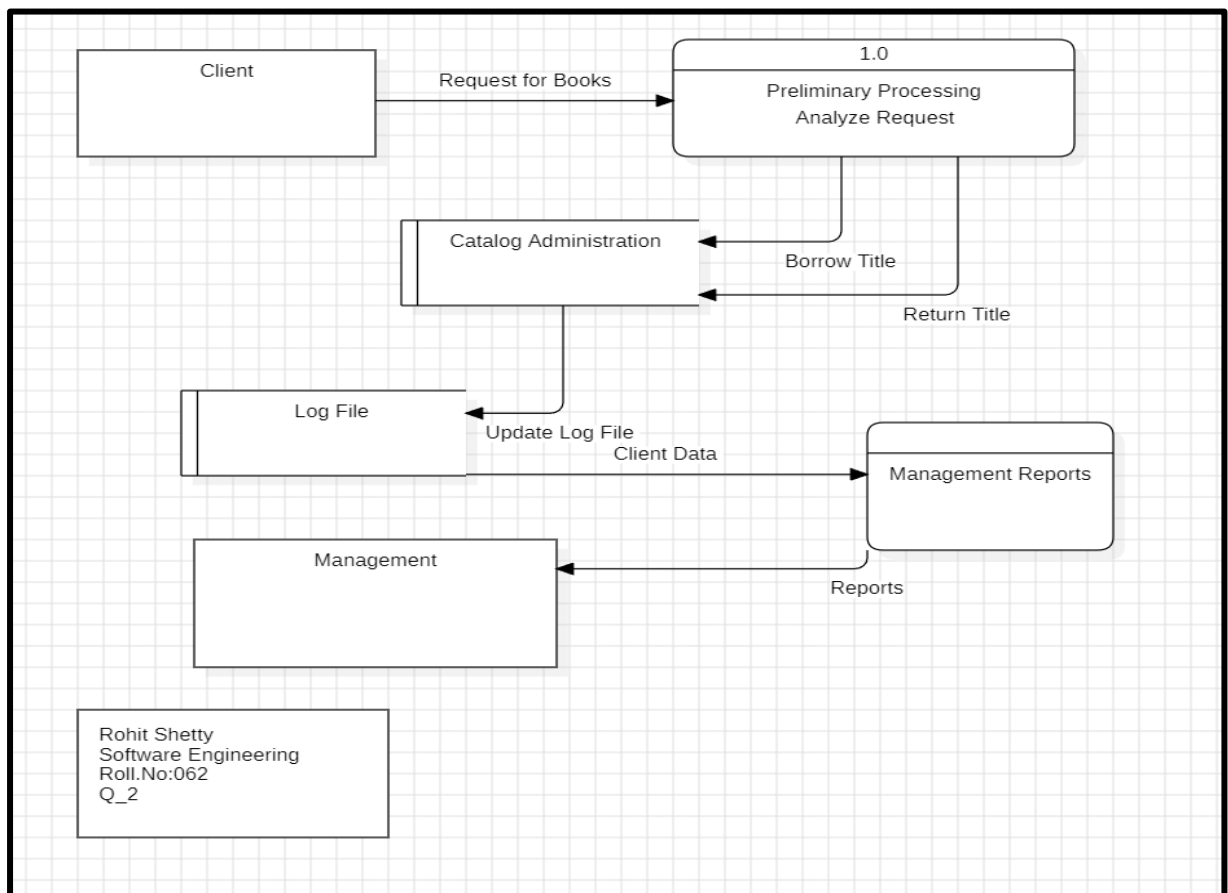 Client
Request for Books
1.0
Preliminary Processing
Analyze Request
Catalog Administration
Borrow Title
Return Title
Log File
Update Log File
Client Data
Management Reports
Management
Reports
Rohit Shetty
Software Engineering
Roll.No:062
Q_2